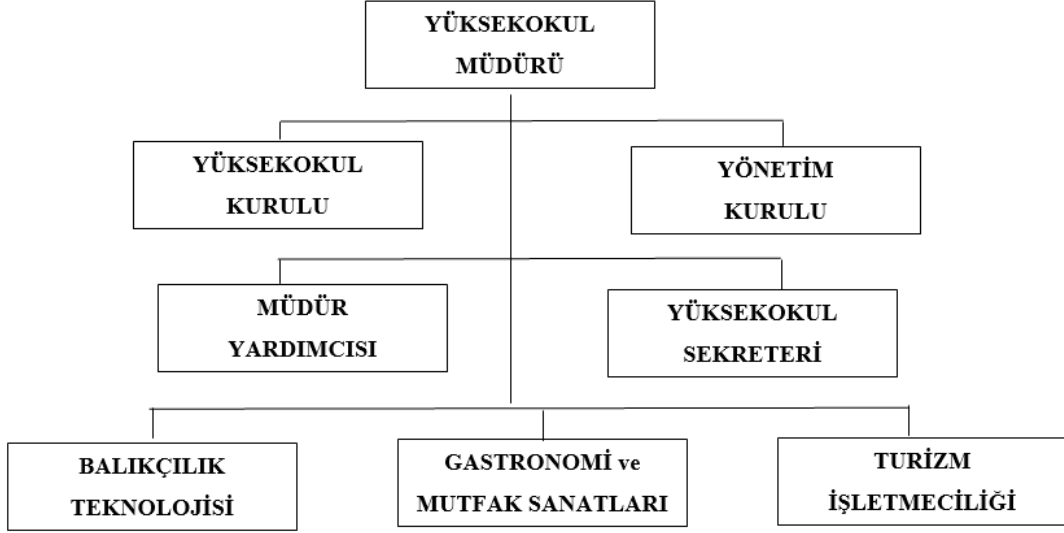 YÜKSEKOKUL
MÜDÜRÜ
YÜKSEKOKUL
KURULU
YÖNETİM
KURULU
MÜDÜR
YARDIMCISI
YÜKSEKOKUL
SEKRETERİ
BALIKÇILIK
TEKNOLOJİSİ
GASTRONOMİ ve
MUTFAK SANATLARI
TURİZM
İŞLETMECİLİĞİ